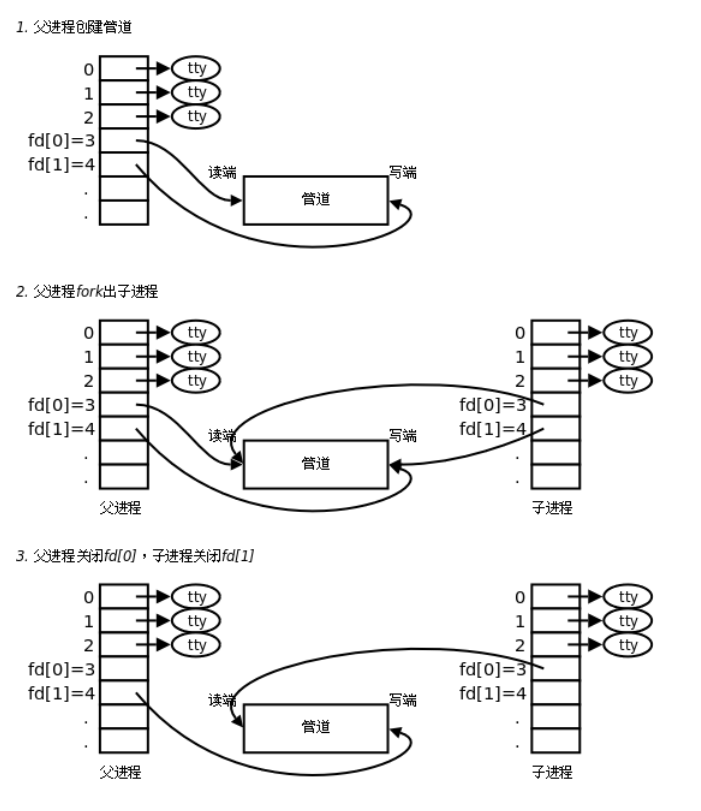 1. 父进程创建管道
0 tty
1 tty
2 tty
fd[0]=3
fd[1]=4 读端 写端
. 管道
.
2. 父进程fork出子进程
0 tty 0 tty
1 tty 1 tty
2 tty 2 tty
fd[0]=3 fd[0]=3
fd[1]=4 读端 写端 fd[1]=4
. 管道 .
. .
父进程 子进程
3. 父进程关闭fd[0]，子进程关闭fd[1]
0 tty 0 tty
1 tty 1 tty
2 tty 2 tty
fd[0]=3 fd[0]=3
fd[1]=4 读端 写端 fd[1]=4
. 管道 .
. .
父进程 子进程